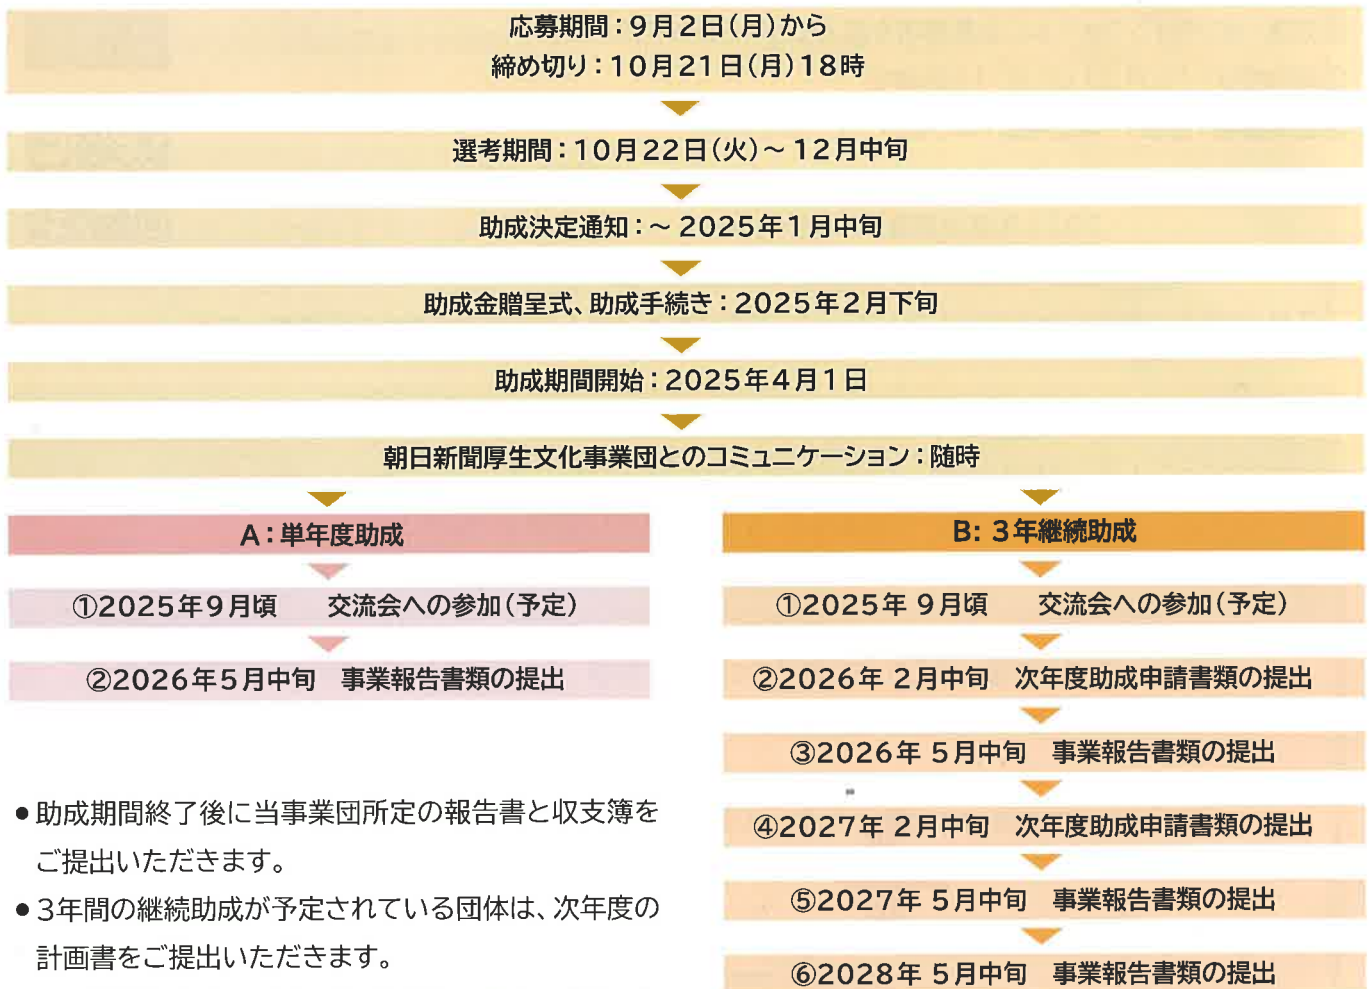 応募期間：9月2日(月)から
締め切り：10月21日(月)18時
選考期間：10月22日(火)～12月中旬
助成決定通知：～2025年1月中旬
助成金贈呈式、助成手続き：2025年2月下旬
助成期間開始：2025年4月1日
朝日新聞厚生文化事業団とのコミュニケーション：随時
A：単年度助成
①2025年9月頃　交流会への参加(予定)
②2026年5月中旬　事業報告書類の提出
●助成期間終了後に当事業団所定の報告書と収支簿を
ご提出いただきます。
●3年間の継続助成が予定されている団体は、次年度の
計画書をご提出いただきます。
B: 3年継続助成
①2025年 9月頃　交流会への参加(予定)
②2026年 2月中旬　次年度助成申請書類の提出
③2026年 5月中旬　事業報告書類の提出
④2027年 2月中旬　次年度助成申請書類の提出
⑤2027年 5月中旬　事業報告書類の提出
⑥2028年 5月中旬　事業報告書類の提出